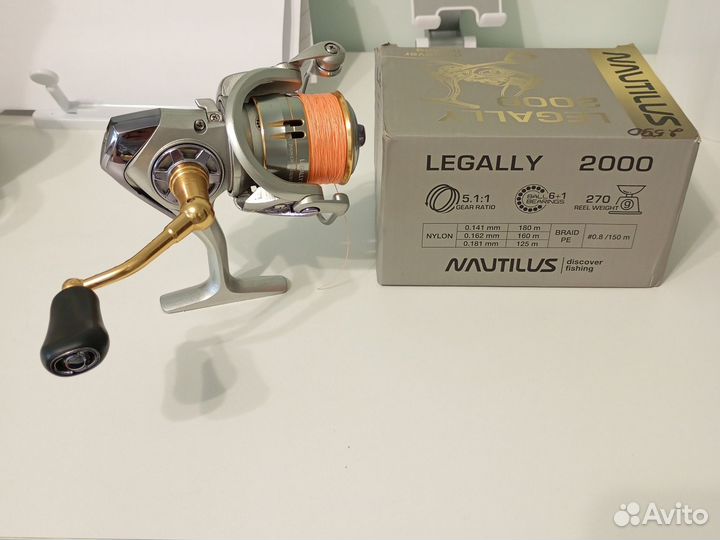 NAUTILUS
LEGALLY
2000
2590
LEGALLY 2000
5.1:1
GEAR RATIO
BALL 6+1
BEARINGS
270
REEL WEIGHT
g
NYLON
0.141 mm 180 m
0.162 mm 160 m
0.181 mm 125 m
BRAID
PE
#0.8 /150 m
NAUTILUS
discover
fishing
Avito